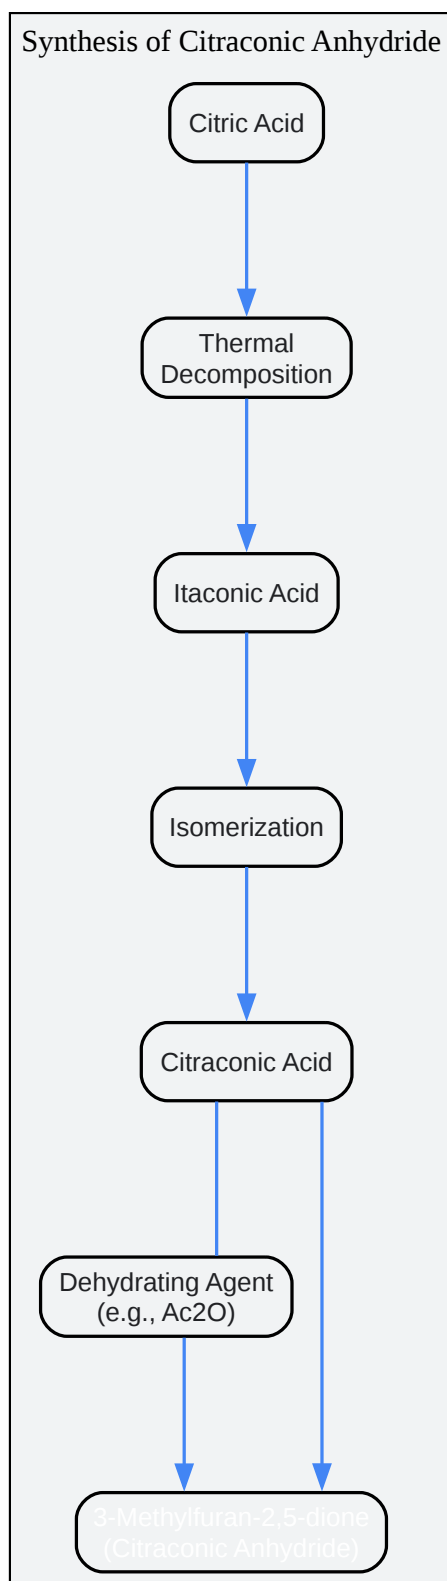 Synthesis of Citraconic Anhydride
Citric Acid
Thermal
Decomposition
Itaconic Acid
Isomerization
Citraconic Acid
Dehydrating Agent
(e.g., Ac2O)
3-Methylfuran-2,5-dione
(Citraconic Anhydride)